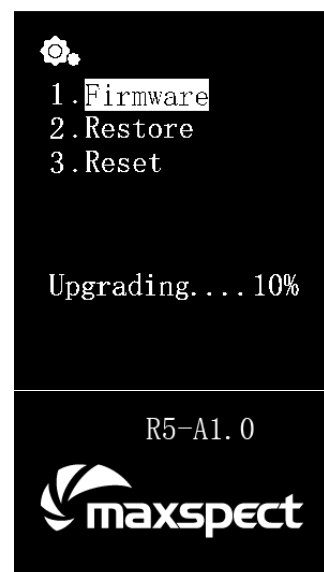 1.Firmware
2.Restore
3.Reset
Upgrading....10%
R5-A1.0
maxspect